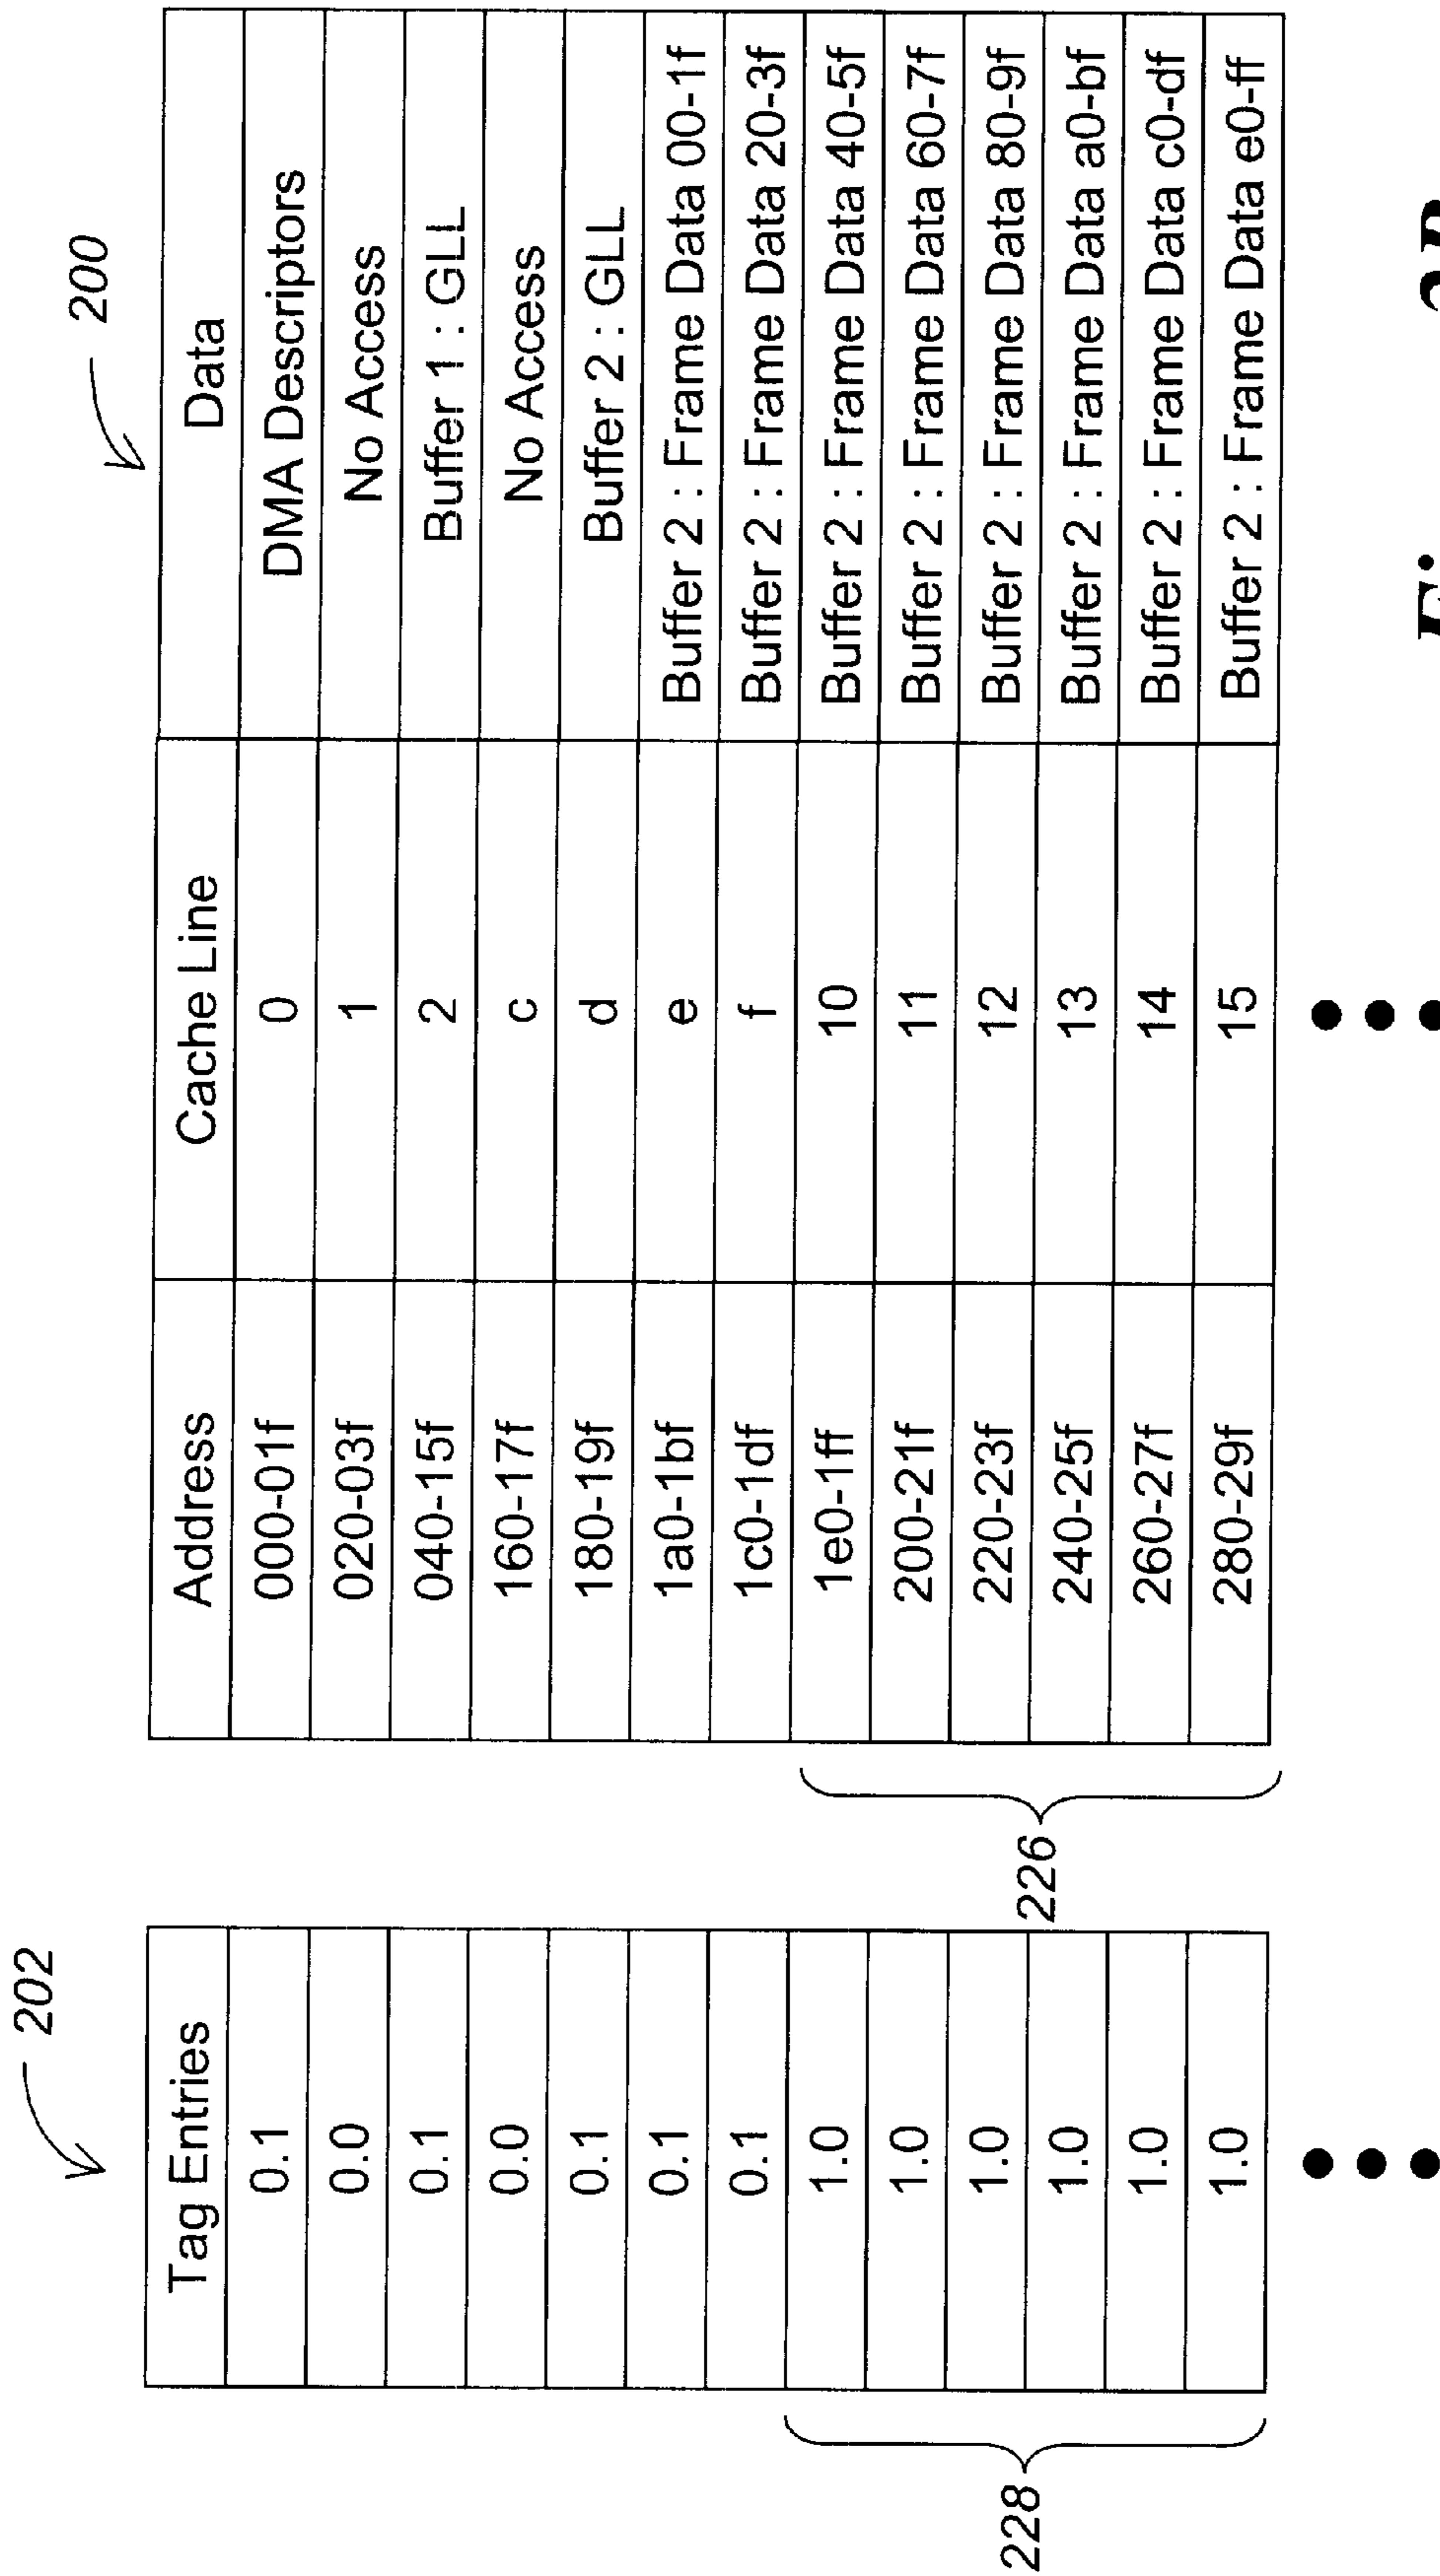 202
200
Tag Entries Address Cache Line Data
0.1 000-01f 0 DMA Descriptors
0.0 020-03f 1 No Access
0.1 040-15f 2 Buffer 1 : GLL
0.0 160-17f c No Access
0.1 180-19f d Buffer 2 : GLL
0.1 1a0-1bf e Buffer 2 : Frame Data 00-1f
0.1 1c0-1df f Buffer 2 : Frame Data 20-3f
1.0 1e0-1ff 10 Buffer 2 : Frame Data 40-5f
1.0 200-21f 11 Buffer 2 : Frame Data 60-7f
1.0 220-23f 12 Buffer 2 : Frame Data 80-9f
1.0 240-25f 13 Buffer 2 : Frame Data a0-bf
1.0 260-27f 14 Buffer 2 : Frame Data c0-df
1.0 280-29f 15 Buffer 2 : Frame Data e0-ff
228
226